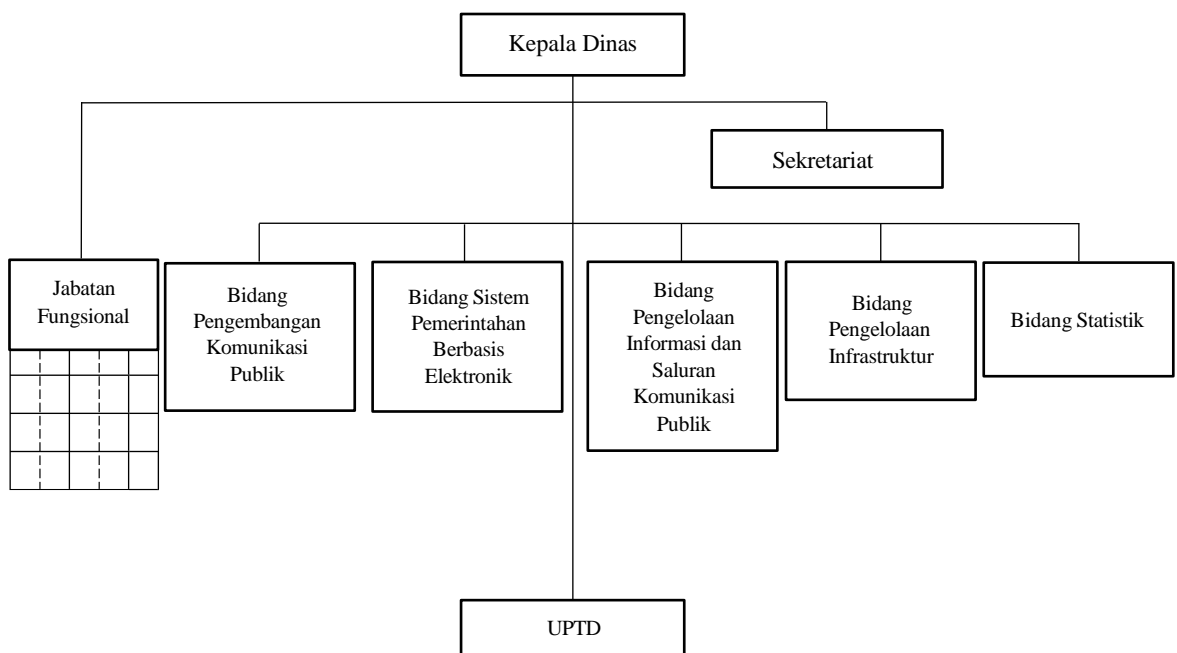 Kepala Dinas
Sekretariat
Jabatan
Fungsional
Bidang
Pengembangan
Komunikasi
Publik
Bidang Sistem
Pemerintahan
Berbasis
Elektronik
Bidang
Pengelolaan
Informasi dan
Saluran
Komunikasi
Publik
Bidang
Pengelolaan
Infrastruktur
Bidang Statistik
UPTD